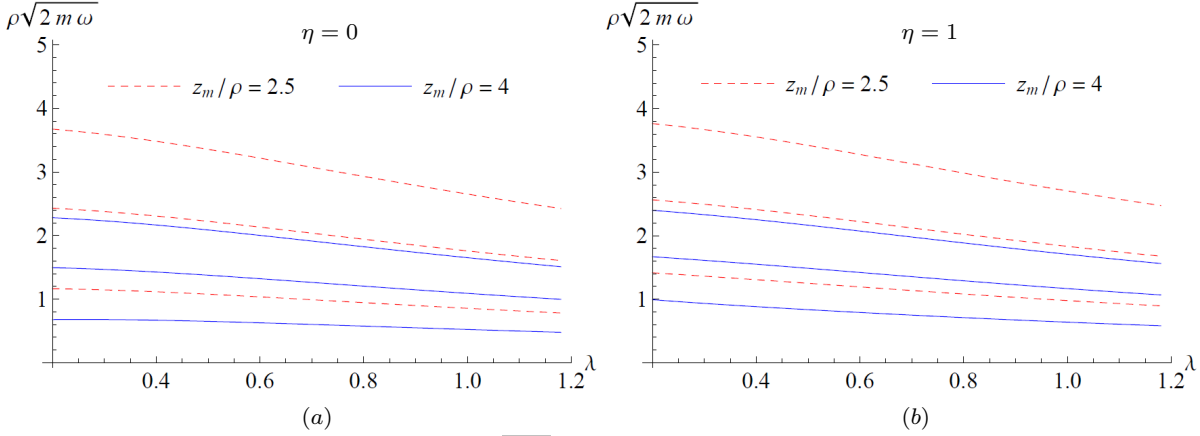 ρ√2 m ω
η = 0
5
z_m/ρ = 2.5
z_m/ρ = 4
4
3
2
1
0.4
0.6
0.8
1.0
1.2
λ
(a)
ρ√2 m ω
η = 1
5
z_m/ρ = 2.5
z_m/ρ = 4
4
3
2
1
0.4
0.6
0.8
1.0
1.2
λ
(b)